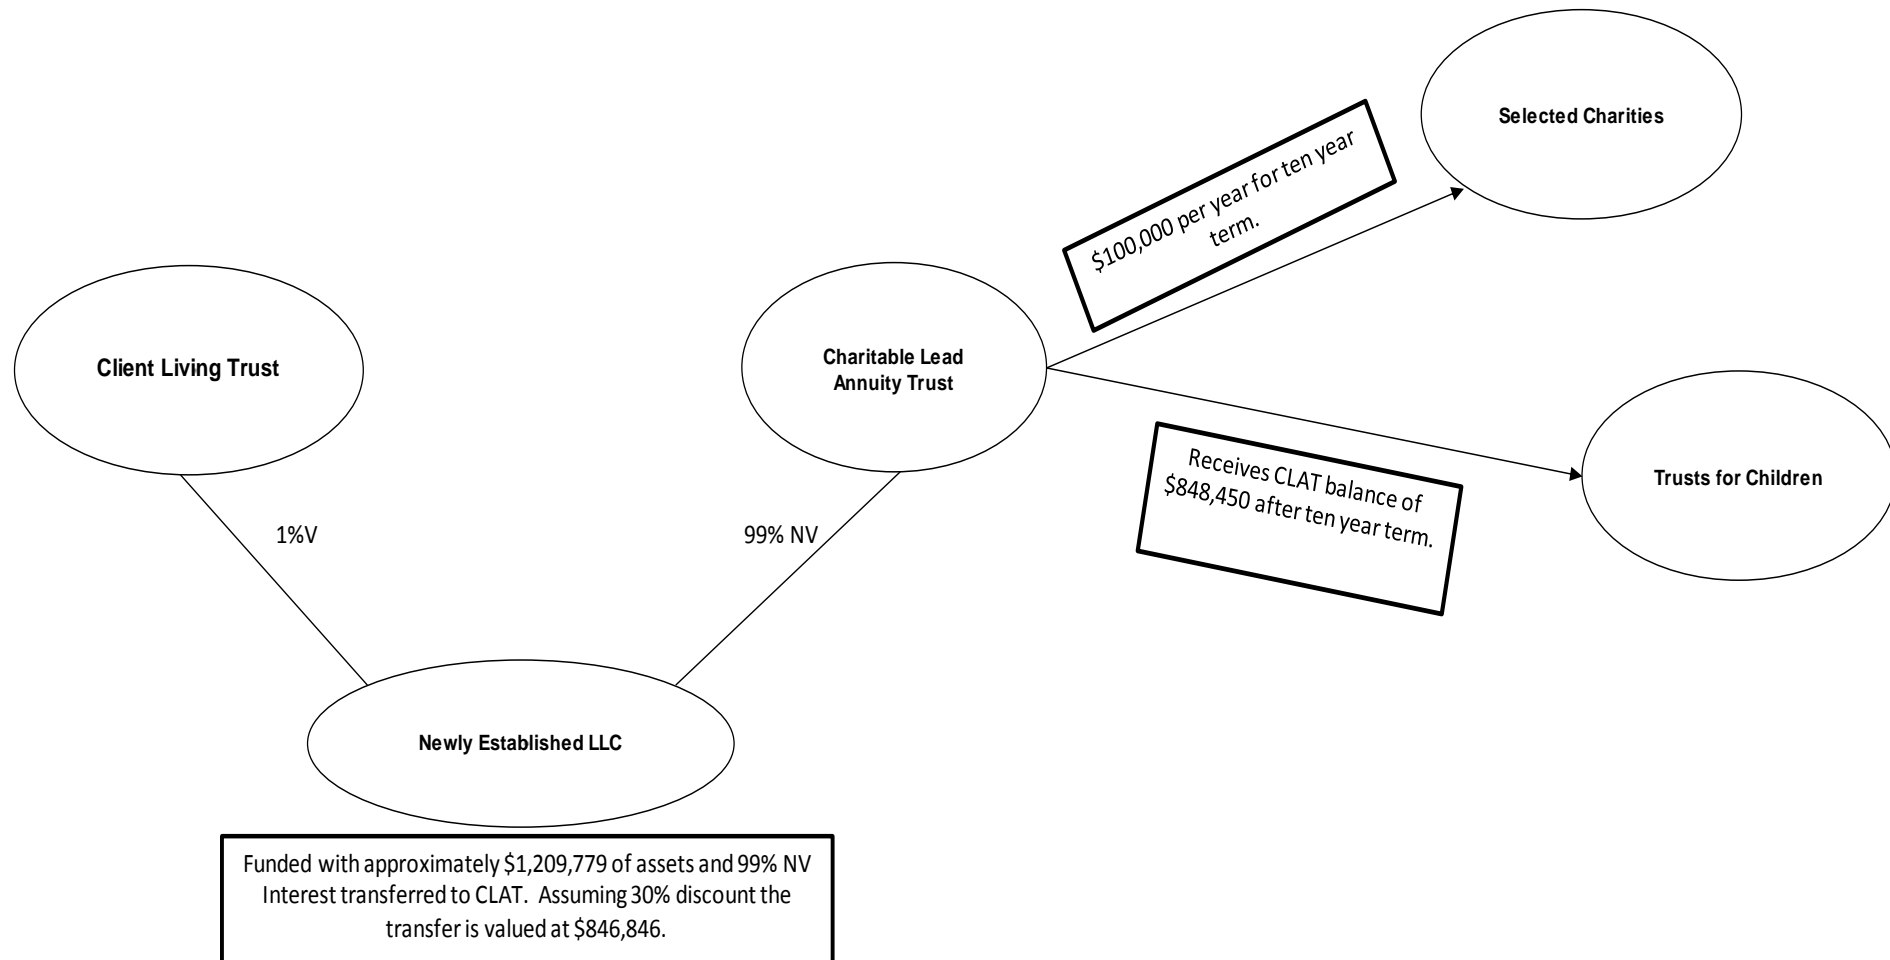 Selected Charities
$100,000 per year for ten year
term.
Client Living Trust
Charitable Lead
Annuity Trust
Receives CLAT balance of
$848,450 after ten year term.
Trusts for Children
1%V
99% NV
Newly Established LLC
Funded with approximately $1,209,779 of assets and 99% NV
Interest transferred to CLAT. Assuming 30% discount the
transfer is valued at $846,846.